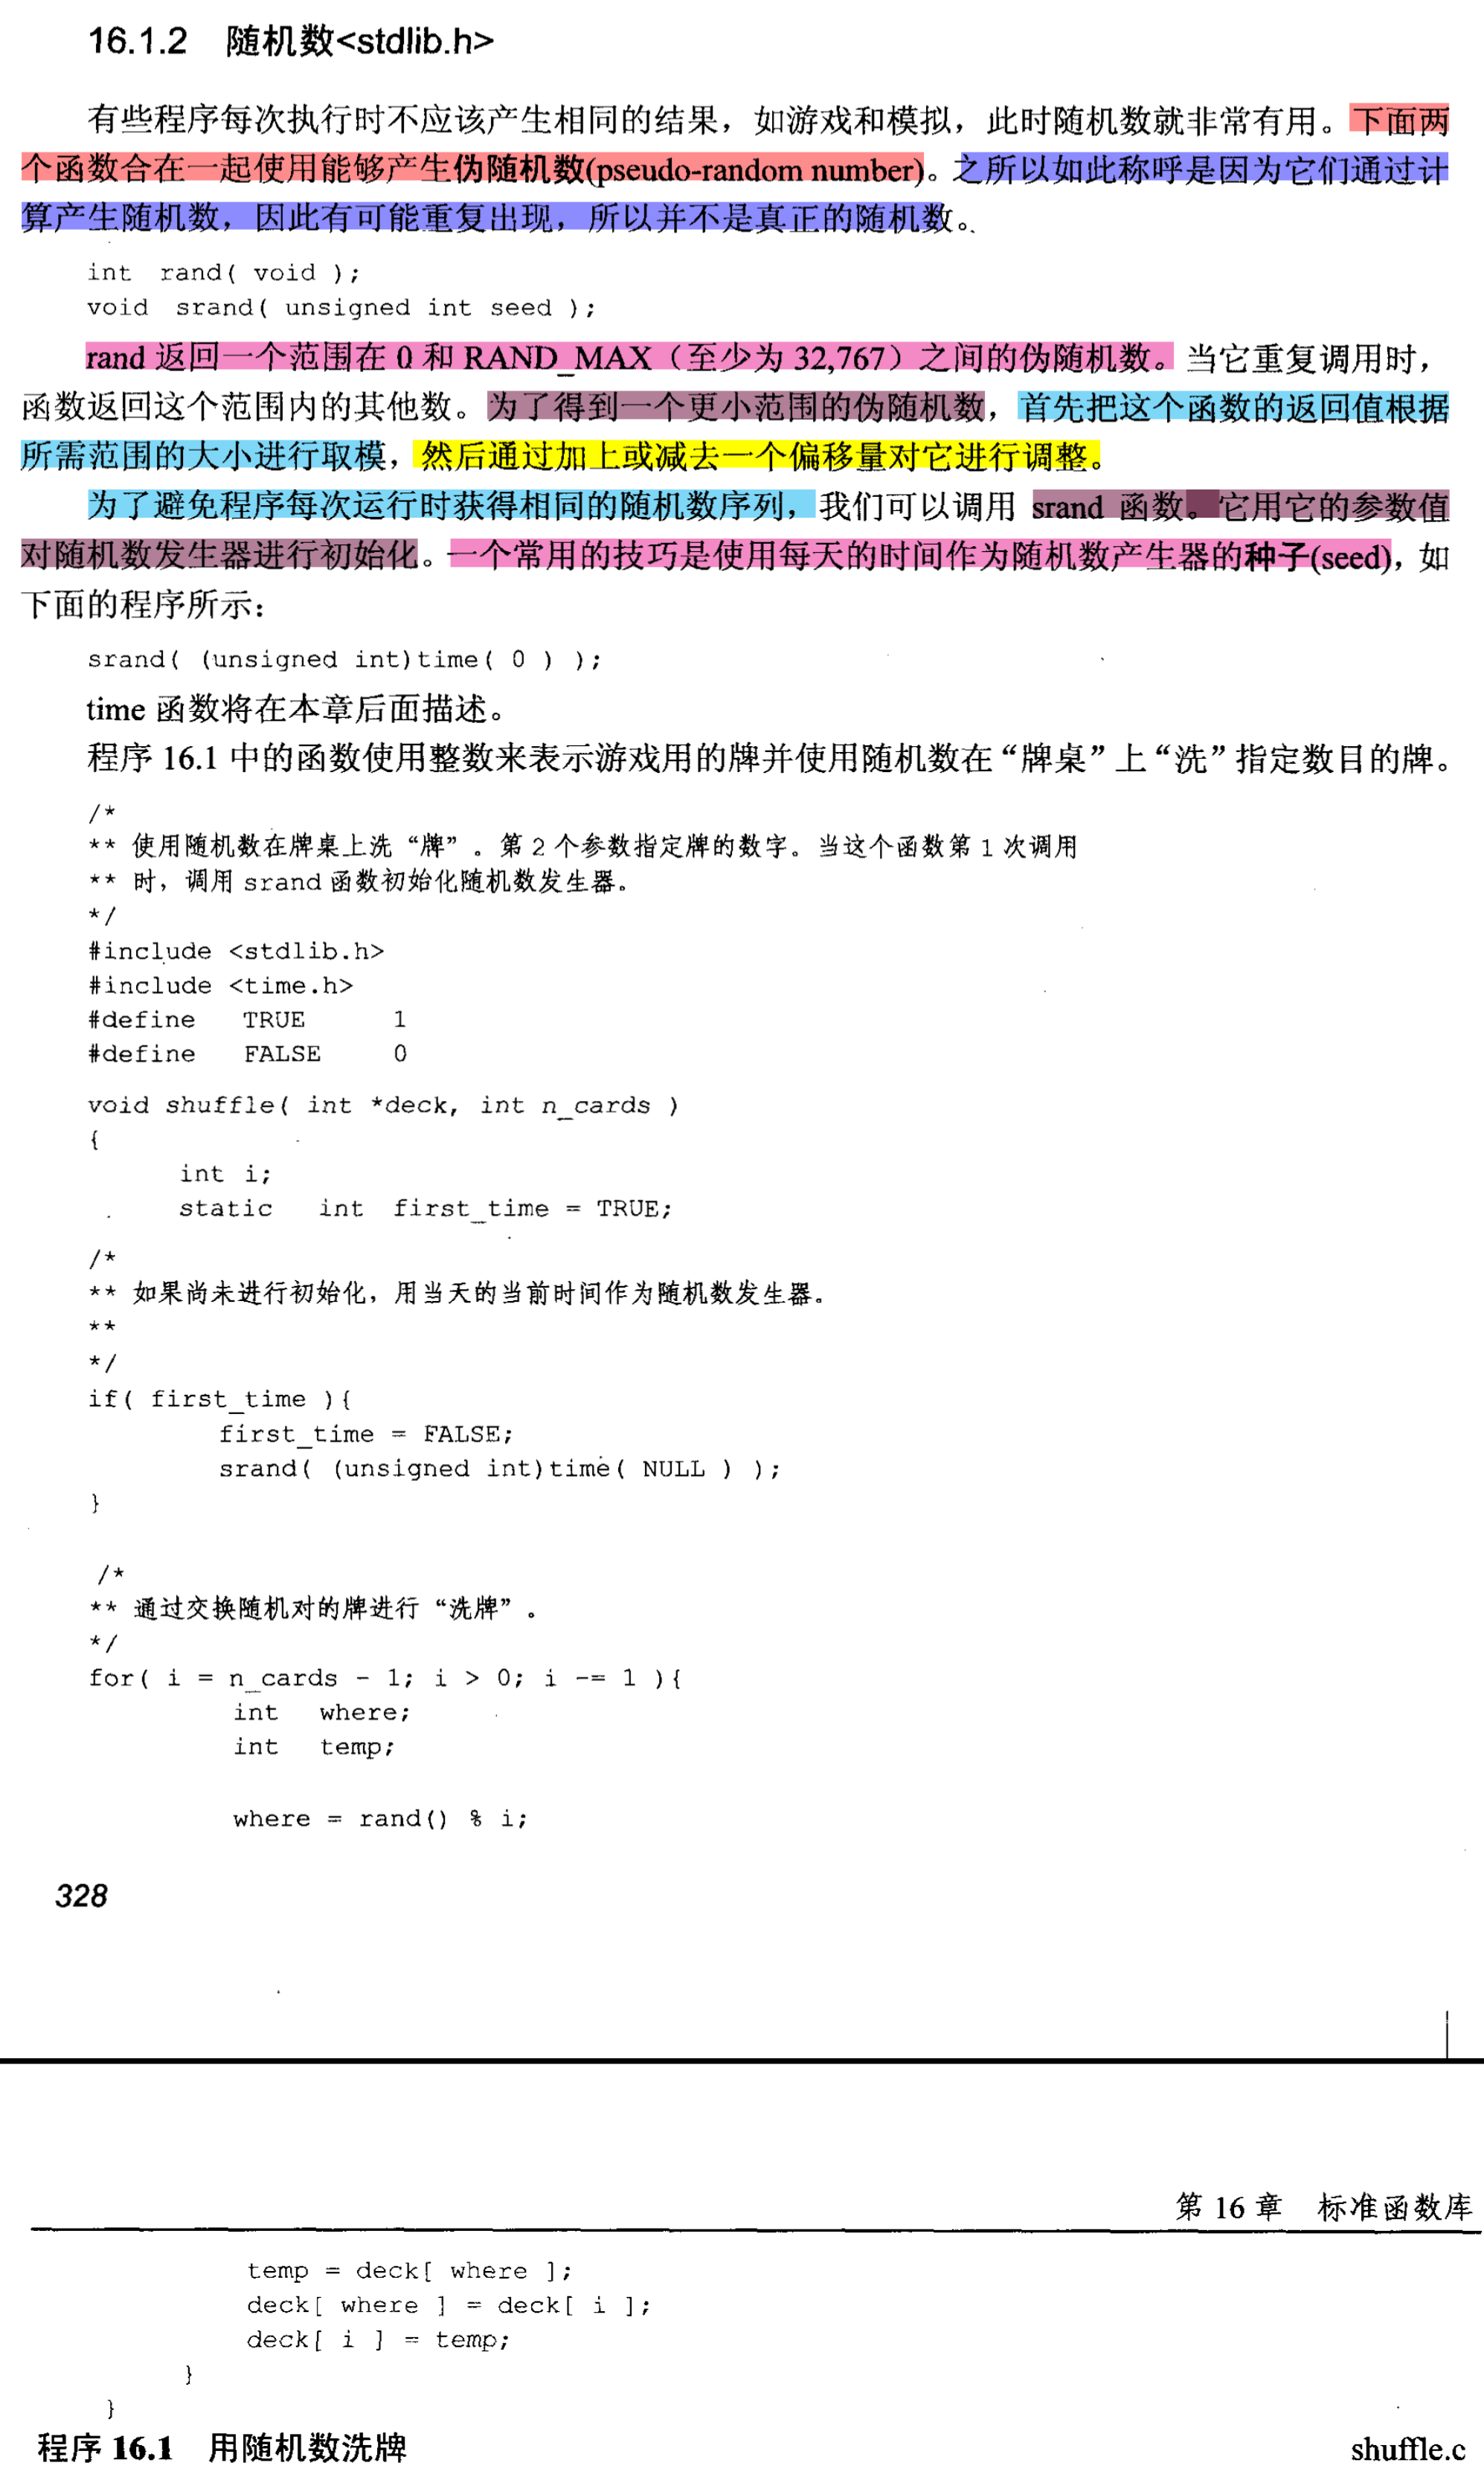 16.1.2 随机数<stdlib.h>
有些程序每次执行时不应该产生相同的结果，如游戏和模拟，此时随机数就非常有用。下面两
个函数合在一起使用能够产生伪随机数(pseudo-random number)。之所以如此称呼是因为它们通过计
算产生随机数，因此有可能重复出现，所以并不是真正的随机数。
int rand( void );
void srand( unsigned int seed );
rand 返回一个范围在 0 和 RAND_MAX（至少为 32,767）之间的伪随机数。当它重复调用时，
函数返回这个范围内的其他数。为了得到一个更小范围的伪随机数，首先把这个函数的返回值根据
所需范围的大小进行取模，然后通过加上或减去一个偏移量对它进行调整。
为了避免程序每次运行时获得相同的随机数序列，我们可以调用 srand 函数。它用它的参数值
对随机数发生器进行初始化。一个常用的技巧是使用每天的时间作为随机数产生器的种子(seed)，如
下面的程序所示：
srand( (unsigned int)time( 0 ) );
time 函数将在本章后面描述。
程序 16.1 中的函数使用整数来表示游戏用的牌并使用随机数在“牌桌”上“洗”指定数目的牌。
/*
** 使用随机数在牌桌上洗“牌”。第 2 个参数指定牌的数字。当这个函数第 1 次调用
** 时，调用 srand 函数初始化随机数发生器。
*/
#include <stdlib.h>
#include <time.h>
#define TRUE 1
#define FALSE 0
void shuffle( int *deck, int n_cards )
{
int i;
static int first_time = TRUE;
/*
** 如果尚未进行初始化，用当天的当前时间作为随机数发生器。
**
*/
if( first_time ){
first_time = FALSE;
srand( (unsigned int)time( NULL ) );
}
/*
** 通过交换随机对的牌进行“洗牌”。
*/
for( i = n_cards - 1; i > 0; i -= 1 ){
int where;
int temp;
where = rand() % i;
328
第 16 章 标准函数库
temp = deck[ where ];
deck[ where ] = deck[ i ];
deck[ i ] = temp;
}
}
程序 16.1 用随机数洗牌 shuffle.c